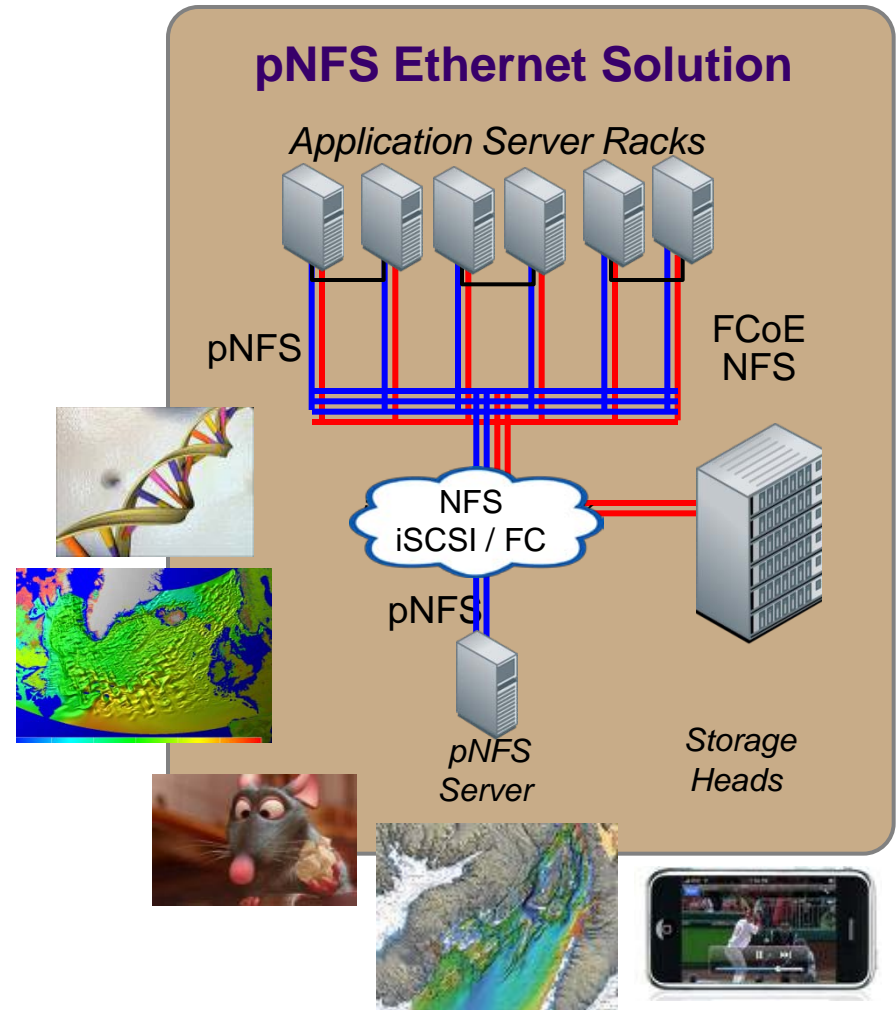 pNFS Ethernet Solution
Application Server Racks
pNFS
FCoE
NFS
NFS
iSCSI / FC
pNFS
pNFS
Server
Storage
Heads